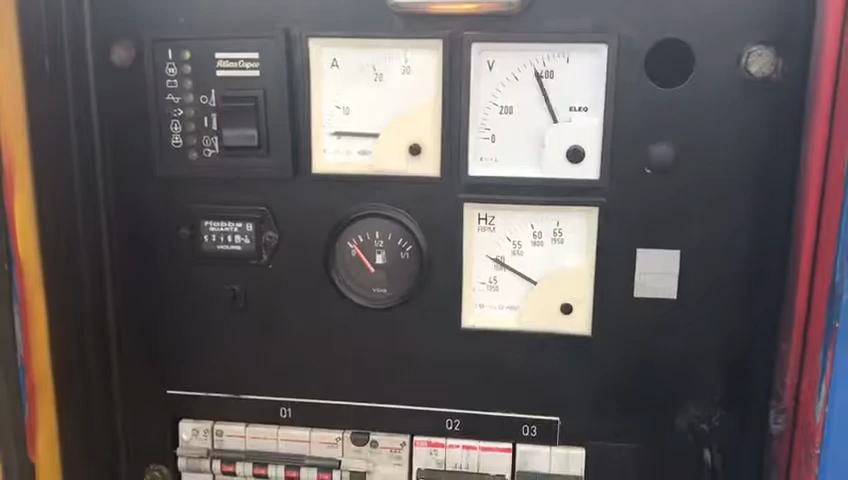 Atlas Copco
A
10
20
30
V
0
200
400
ELEQ
Hobbs
QUARTZ
HOURS
0
1/2
1/1
VDO
Hz
RPM
45
1350
50
55
1650
60
1800
65
1950
Q1
Q2
Q3